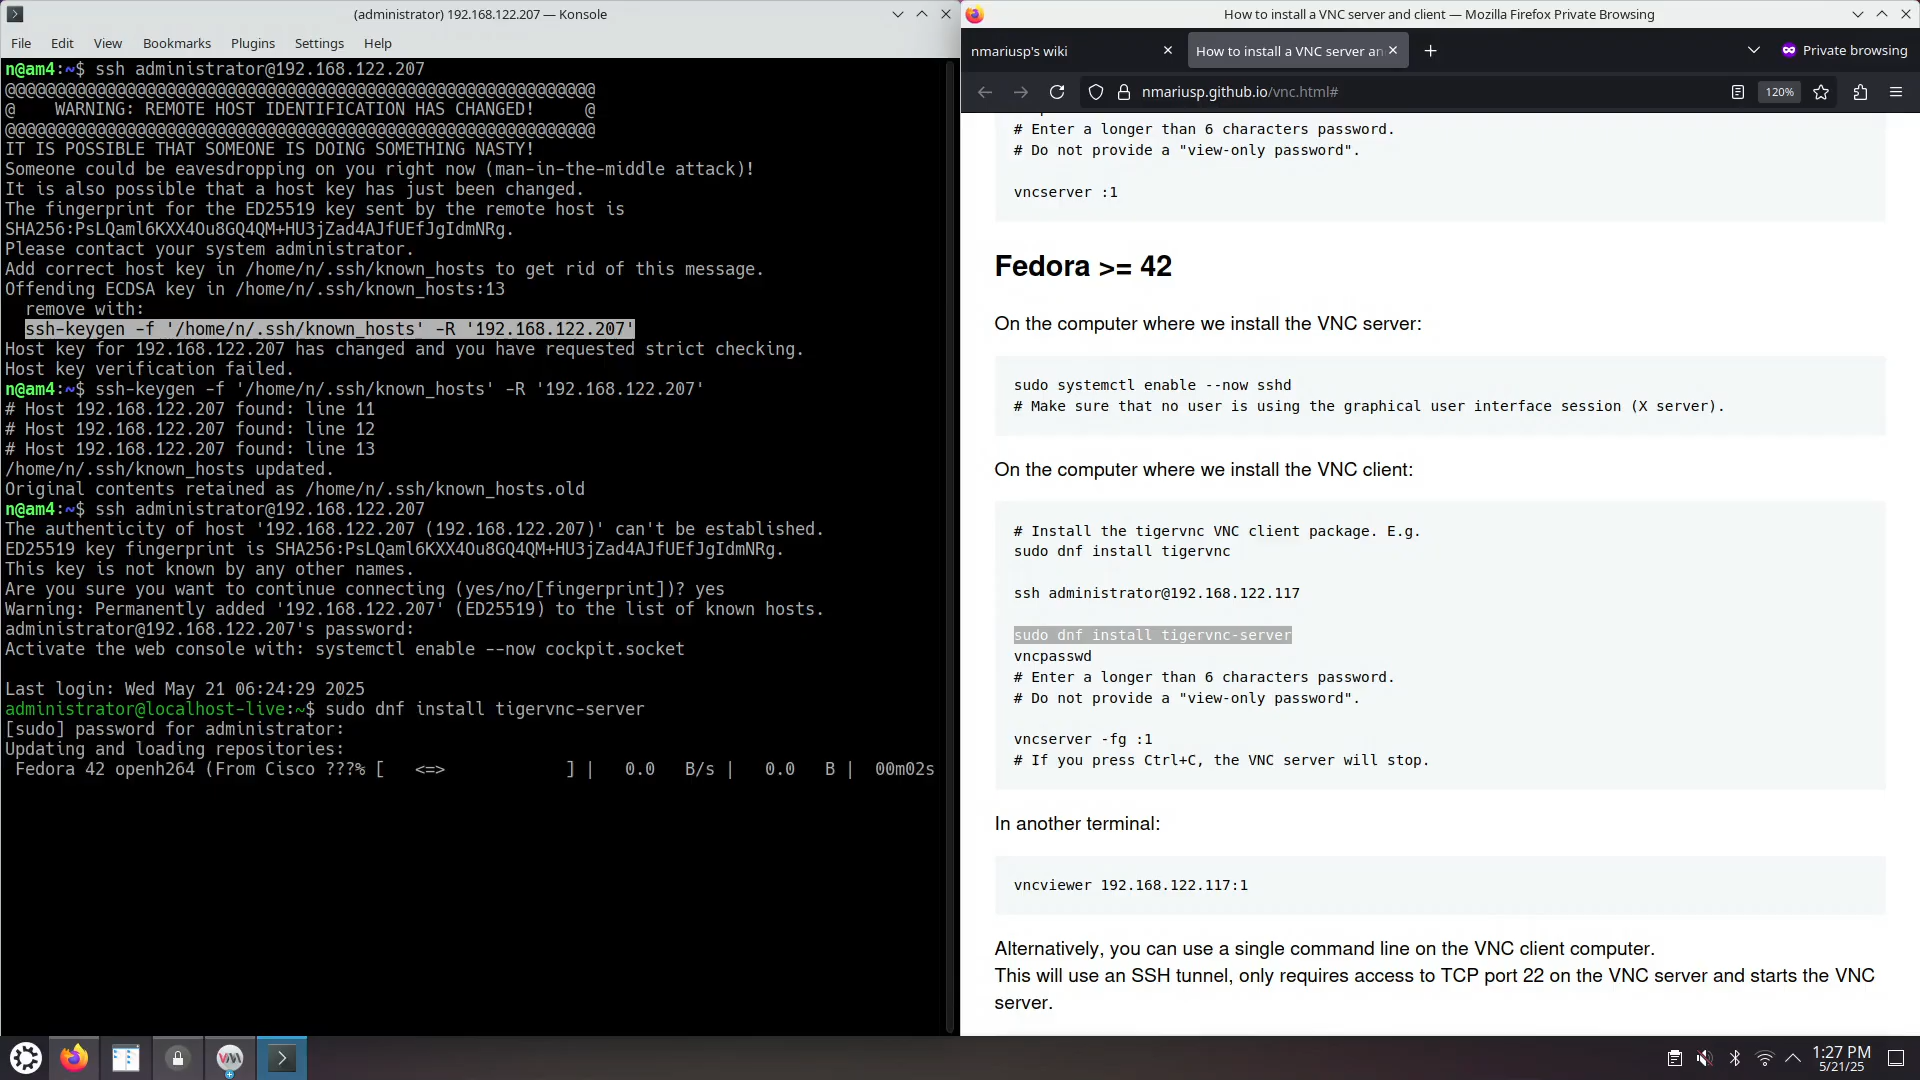 (administrator) 192.168.122.207 — Konsole
File Edit View Bookmarks Plugins Settings Help
n@am4:~$ ssh administrator@192.168.122.207
@@@@@@@@@@@@@@@@@@@@@@@@@@@@@@@@@@@@@@@@@@@@@@@@@@@@@@@@@@@
@    WARNING: REMOTE HOST IDENTIFICATION HAS CHANGED!     @
@@@@@@@@@@@@@@@@@@@@@@@@@@@@@@@@@@@@@@@@@@@@@@@@@@@@@@@@@@@
IT IS POSSIBLE THAT SOMEONE IS DOING SOMETHING NASTY!
Someone could be eavesdropping on you right now (man-in-the-middle attack)!
It is also possible that a host key has just been changed.
The fingerprint for the ED25519 key sent by the remote host is
SHA256:PsLQaml6KXX4Ou8GQ4QM+HU3jZad4AJfUEfJgIdmNRg.
Please contact your system administrator.
Add correct host key in /home/n/.ssh/known_hosts to get rid of this message.
Offending ECDSA key in /home/n/.ssh/known_hosts:13
  remove with:
  ssh-keygen -f '/home/n/.ssh/known_hosts' -R '192.168.122.207'
Host key for 192.168.122.207 has changed and you have requested strict checking.
Host key verification failed.
n@am4:~$ ssh-keygen -f '/home/n/.ssh/known_hosts' -R '192.168.122.207'
# Host 192.168.122.207 found: line 11
# Host 192.168.122.207 found: line 12
# Host 192.168.122.207 found: line 13
/home/n/.ssh/known_hosts updated.
Original contents retained as /home/n/.ssh/known_hosts.old
n@am4:~$ ssh administrator@192.168.122.207
The authenticity of host '192.168.122.207 (192.168.122.207)' can't be established.
ED25519 key fingerprint is SHA256:PsLQaml6KXX4Ou8GQ4QM+HU3jZad4AJfUEfJgIdmNRg.
This key is not known by any other names.
Are you sure you want to continue connecting (yes/no/[fingerprint])? yes
Warning: Permanently added '192.168.122.207' (ED25519) to the list of known hosts.
administrator@192.168.122.207's password:
Activate the web console with: systemctl enable --now cockpit.socket
Last login: Wed May 21 06:24:29 2025
administrator@localhost-live:~$ sudo dnf install tigervnc-server
[sudo] password for administrator:
Updating and loading repositories:
 Fedora 42 openh264 (From Cisco ???% [   <=>            ] |   0.0   B/s |   0.0   B |  00m02s
How to install a VNC server and client — Mozilla Firefox Private Browsing
nmariusp's wiki
How to install a VNC server an
Private browsing
nmariusp.github.io/vnc.html#
120%
# Enter a longer than 6 characters password.
# Do not provide a "view-only password".
vncserver :1
Fedora >= 42
On the computer where we install the VNC server:
sudo systemctl enable --now sshd
# Make sure that no user is using the graphical user interface session (X server).
On the computer where we install the VNC client:
# Install the tigervnc VNC client package. E.g.
sudo dnf install tigervnc
ssh administrator@192.168.122.117
sudo dnf install tigervnc-server
vncpasswd
# Enter a longer than 6 characters password.
# Do not provide a "view-only password".
vncserver -fg :1
# If you press Ctrl+C, the VNC server will stop.
In another terminal:
vncviewer 192.168.122.117:1
Alternatively, you can use a single command line on the VNC client computer.
This will use an SSH tunnel, only requires access to TCP port 22 on the VNC server and starts the VNC
server.
1:27 PM
5/21/25